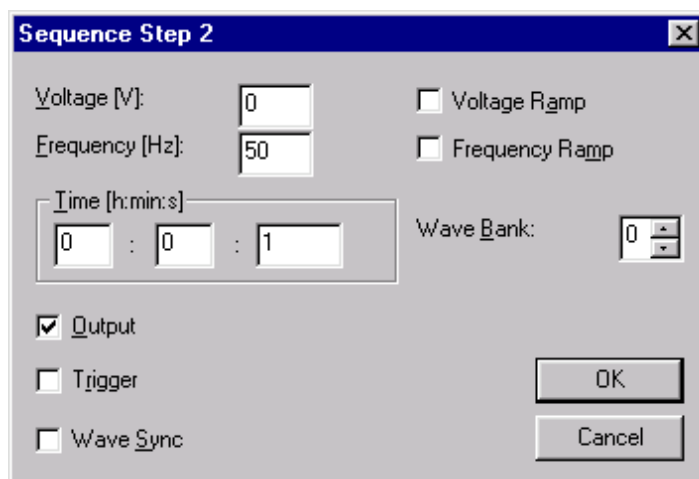 Sequence Step 2
Voltage [V]: 0
Voltage Ramp
Frequency [Hz]: 50
Frequency Ramp
Time [h:min:s]
0 : 0 : 1
Wave Bank: 0
Output
Trigger
OK
Wave Sync
Cancel